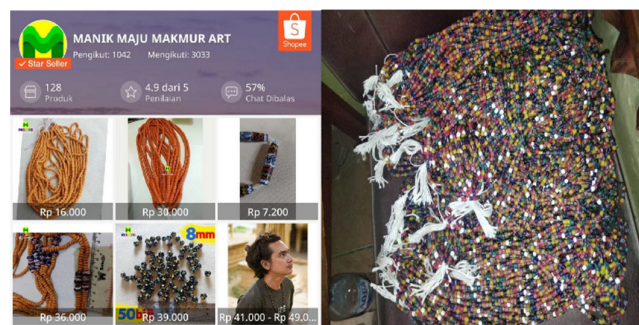 Shopee
MANIK MAJU MAKMUR ART
Pengikut: 1042 Mengikuti: 3033
Star Seller
128
Produk
4.9 dari 5
Penilaian
57%
Chat Dibalas
Rp 16.000
Rp 30.000
Rp 7.200
Rp 36.000
8mm
50
Rp 39.000
Rp 41.000 - Rp 49.0...